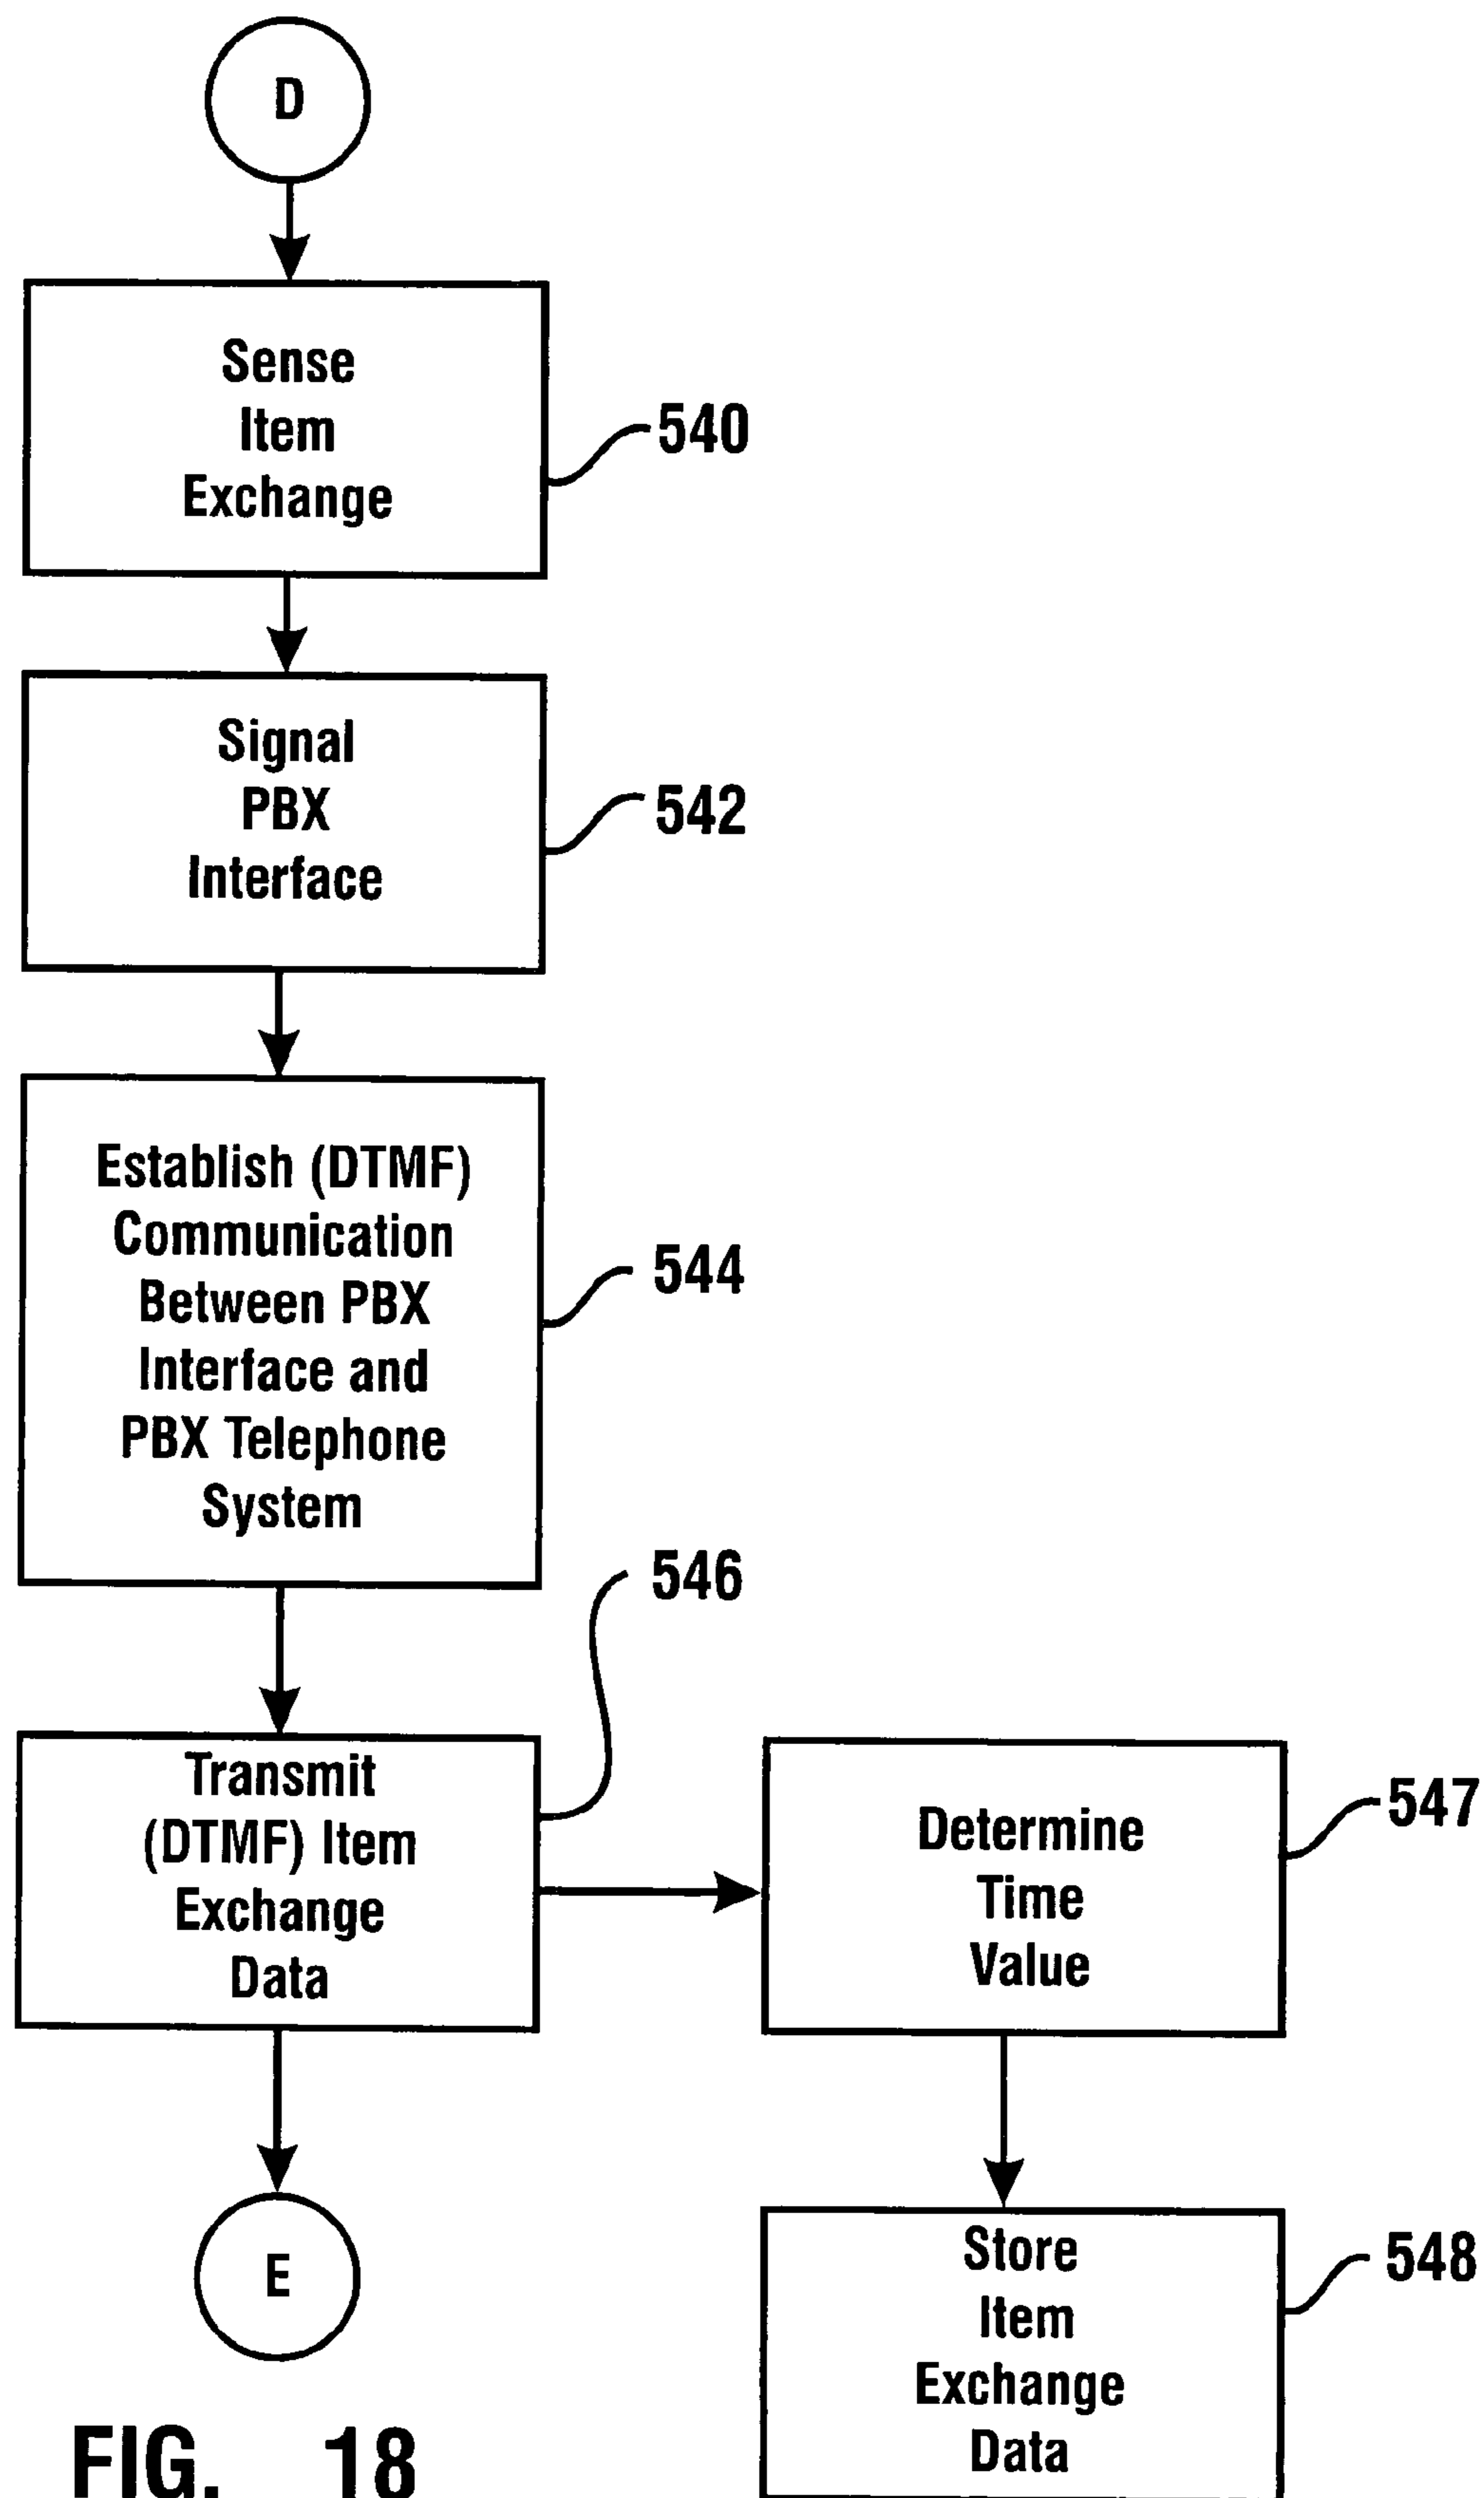 D
Sense
Item
Exchange
540
Signal
PBX
Interface
542
Establish (DTMF)
Communication
Between PBX
Interface and
PBX Telephone
System
544
546
Transmit
(DTMF) Item
Exchange
Data
Determine
Time
Value
547
E
Store
Item
Exchange
Data
548
FIG. 18